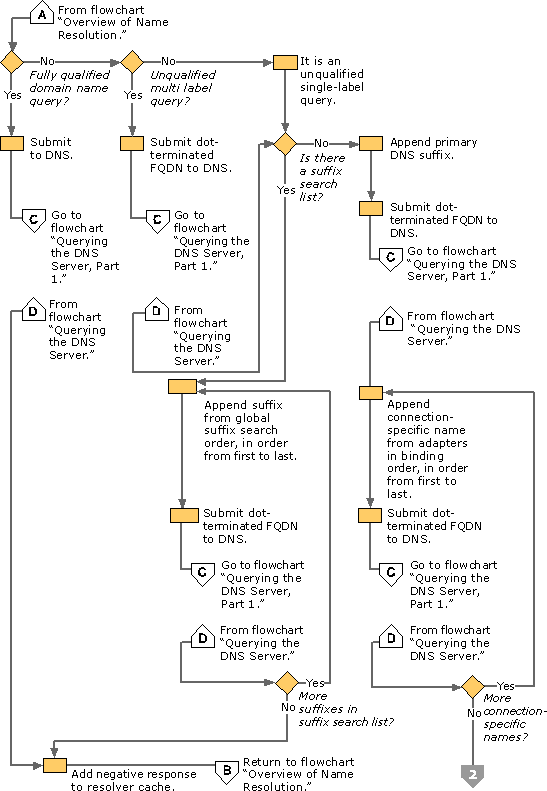 A
From flowchart
“Overview of Name
Resolution.”
No
No
It is an
unqualified
single-label
query.
Fully qualified
domain name
query?
Unqualified
multi label
query?
Yes
Yes
Submit
to DNS.
Submit dot-
terminated
FQDN to DNS.
No
Is there
a suffix
search
list?
Yes
Append primary
DNS suffix.
C
Go to
flowchart
“Querying
the DNS
Server, Part
1.”
C
Go to
flowchart
“Querying the
DNS Server,
Part 1.”
Submit dot-
terminated FQDN to
DNS.
C
Go to flowchart
“Querying the DNS
Server, Part 1.”
D
From
flowchart
“Querying
the DNS
Server.”
D
From
flowchart
“Querying the
DNS Server.”
D
From flowchart
“Querying the DNS
Server.”
Append suffix
from global
suffix search
order, in order
from first to last.
Append
connection-
specific name
from adapters
in binding
order, in order
from first to
last.
Submit dot-
terminated FQDN
to DNS.
Submit dot-
terminated FQDN
to DNS.
C
Go to flowchart
“Querying the
DNS Server,
Part 1.”
C
Go to flowchart
“Querying the
DNS Server,
Part 1.”
D
From flowchart
“Querying the
DNS Server.”
D
From flowchart
“Querying the
DNS Server.”
Yes
No
More
suffixes in
suffix search list?
Yes
No
More
connection-
specific
names?
Add negative response
to resolver cache.
B
Return to flowchart
“Overview of Name
Resolution.”
2